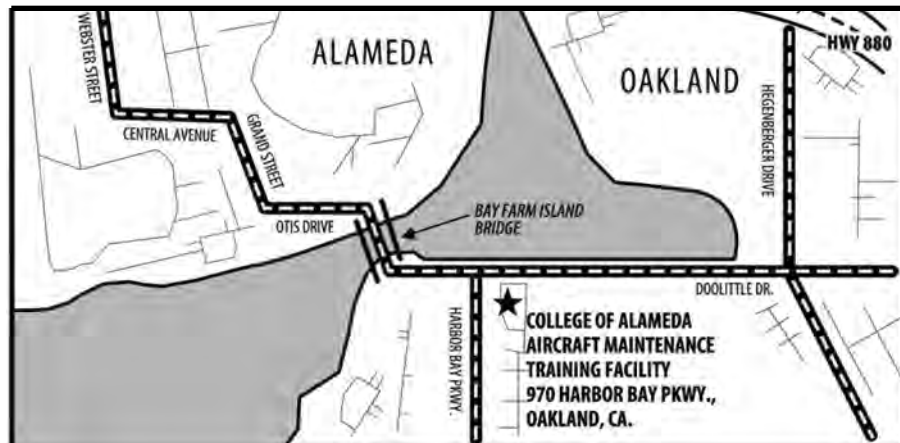 WEBSTER STREET
ALAMEDA
OAKLAND
HWY 880
CENTRAL AVENUE
GRAND STREET
HEGENBERGER DRIVE
OTIS DRIVE
BAY FARM ISLAND
BRIDGE
DOOLITTLE DR.
HARBOR BAY PKWY.
COLLEGE OF ALAMEDA
AIRCRAFT MAINTENANCE
TRAINING FACILITY
970 HARBOR BAY PKWY.,
OAKLAND, CA.